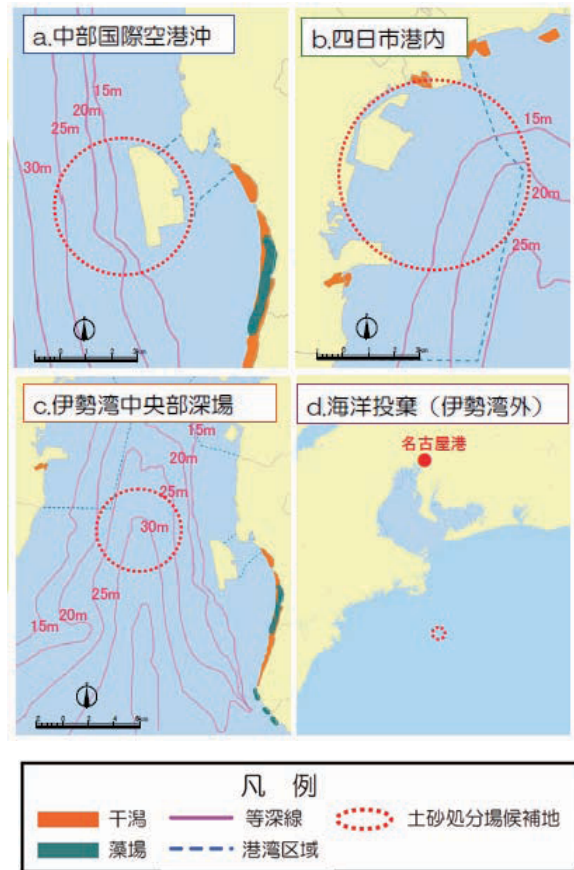 a.中部国際空港沖
15m
20m
25m
30m
km
b.四日市港内
15m
20m
25m
km
c.伊勢湾中央部深場
15m
20m
25m
30m
25m
20m
15m
km
d.海洋投棄（伊勢湾外）
名古屋港
凡 例
干潟
等深線
土砂処分場候補地
藻場
港湾区域